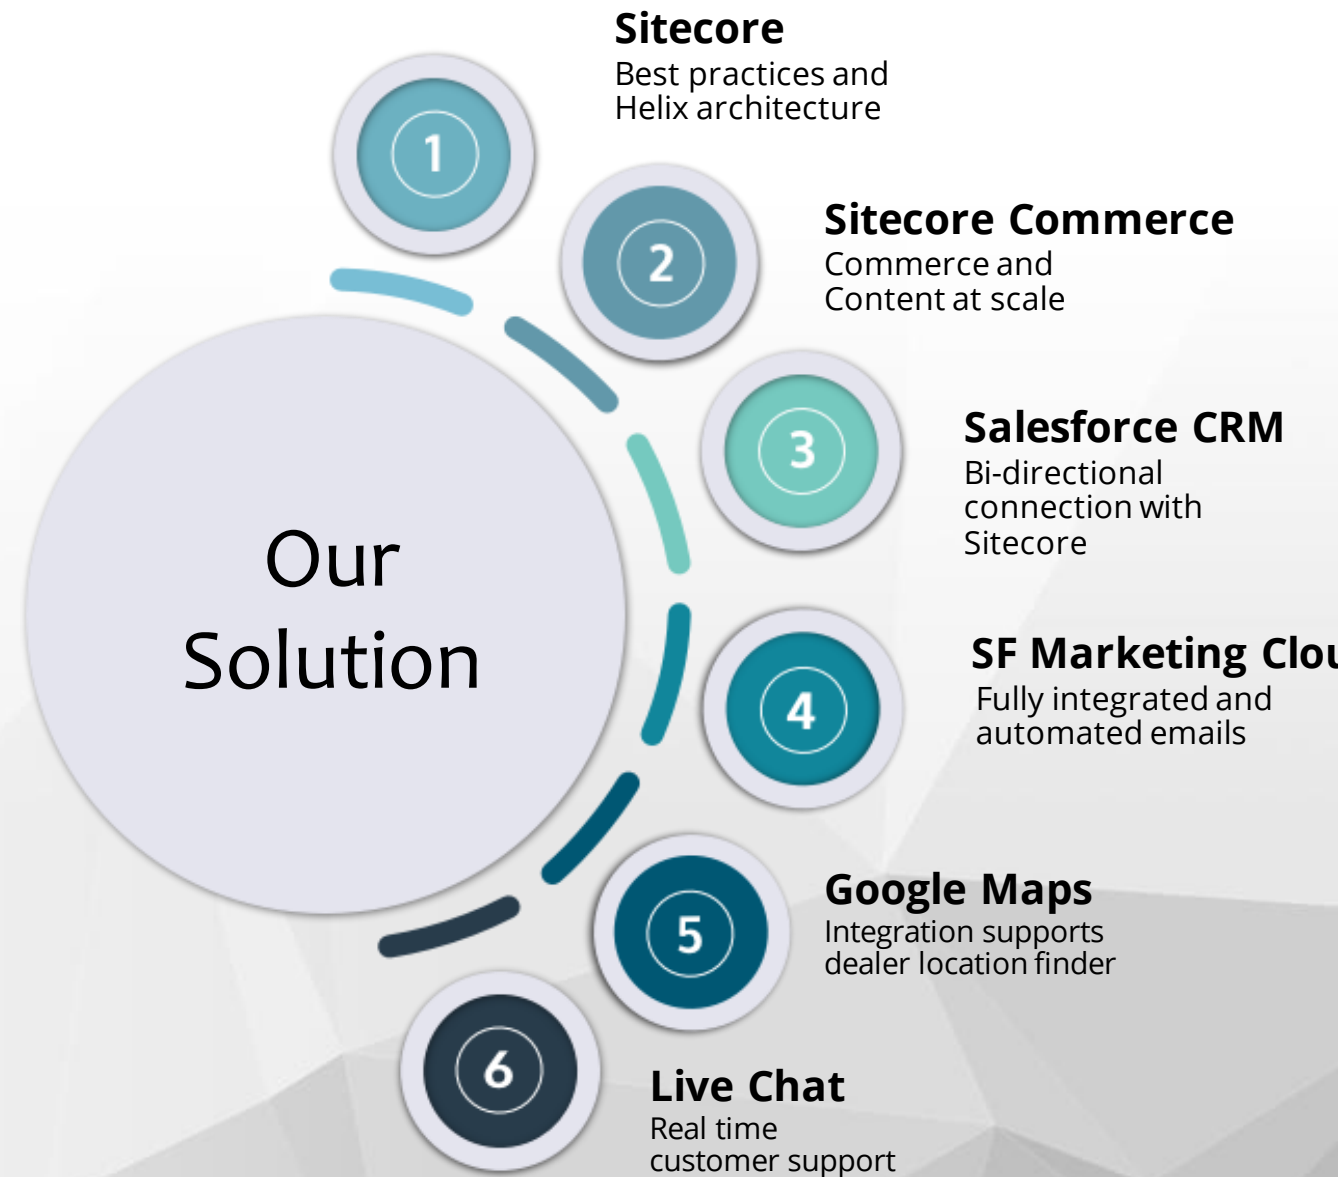 Sitecore
Best practices and
Helix architecture
1
2
Sitecore Commerce
Commerce and
Content at scale
3
Salesforce CRM
Bi-directional
connection with
Sitecore
Our
Solution
4
SF Marketing Clou
Fully integrated and
automated emails
5
Google Maps
Integration supports
dealer location finder
6
Live Chat
Real time
customer support